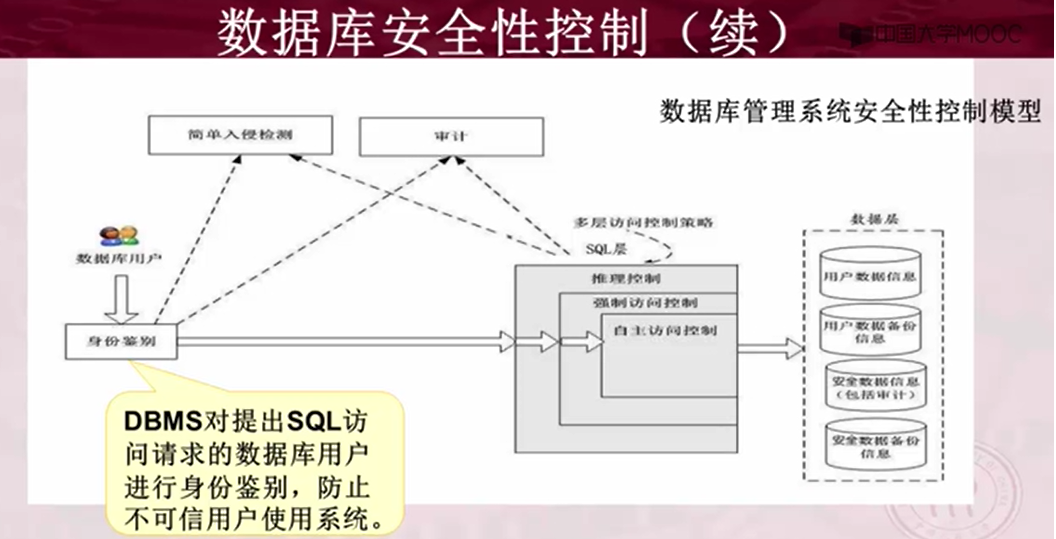 数据库安全性控制（续）
中国大学MOOC
数据库管理系统安全性控制模型
简单入侵检测
审计
多层访问控制策略
SQL层
数据层
数据库用户
身份鉴别
推理控制
强制访问控制
自主访问控制
用户数据信息
用户数据备份
信息
安全数据信息
（包括审计）
安全数据备份
信息
DBMS对提出SQL访
问请求的数据库用户
进行身份鉴别，防止
不可信用户使用系统。